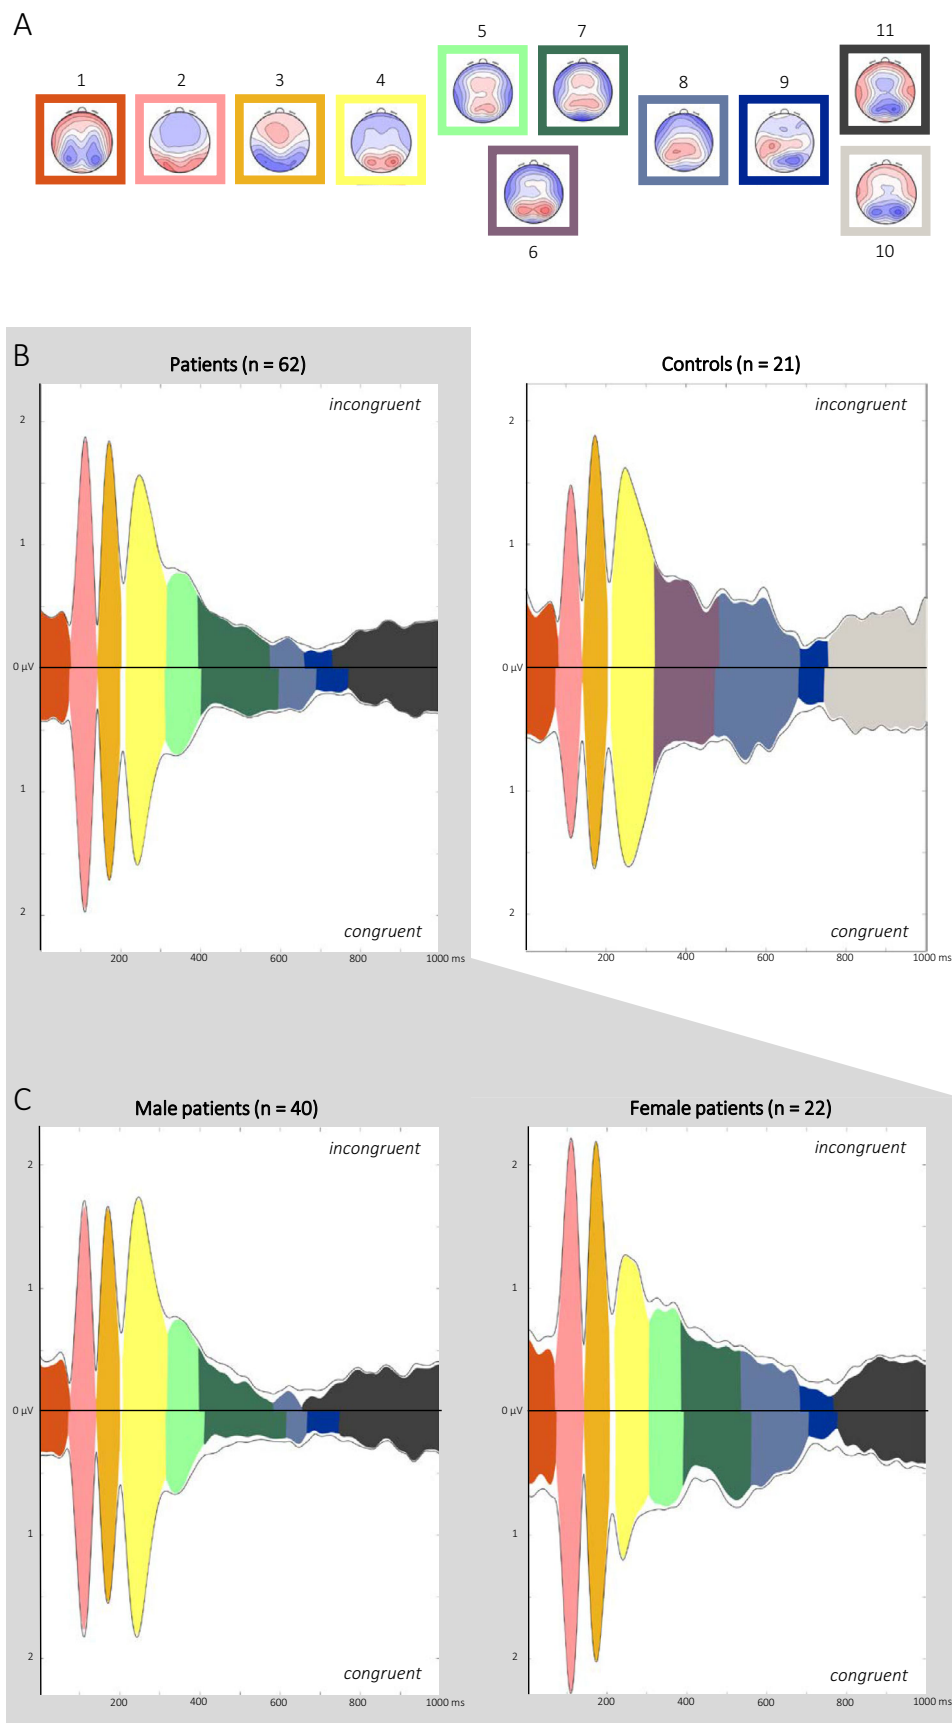 A
1 2 3 4 5 7 8 9 11
6 10
B
Patients (n = 62) Controls (n = 21)
incongruent incongruent
2 2
1 1
0 µV 0 µV
1 1
2 2
congruent congruent
200 400 600 800 1000 ms 200 400 600 800 1000 ms
C
Male patients (n = 40) Female patients (n = 22)
incongruent incongruent
2 2
1 1
0 µV 0 µV
1 1
2 2
congruent congruent
200 400 600 800 1000 ms 200 400 600 800 1000 ms